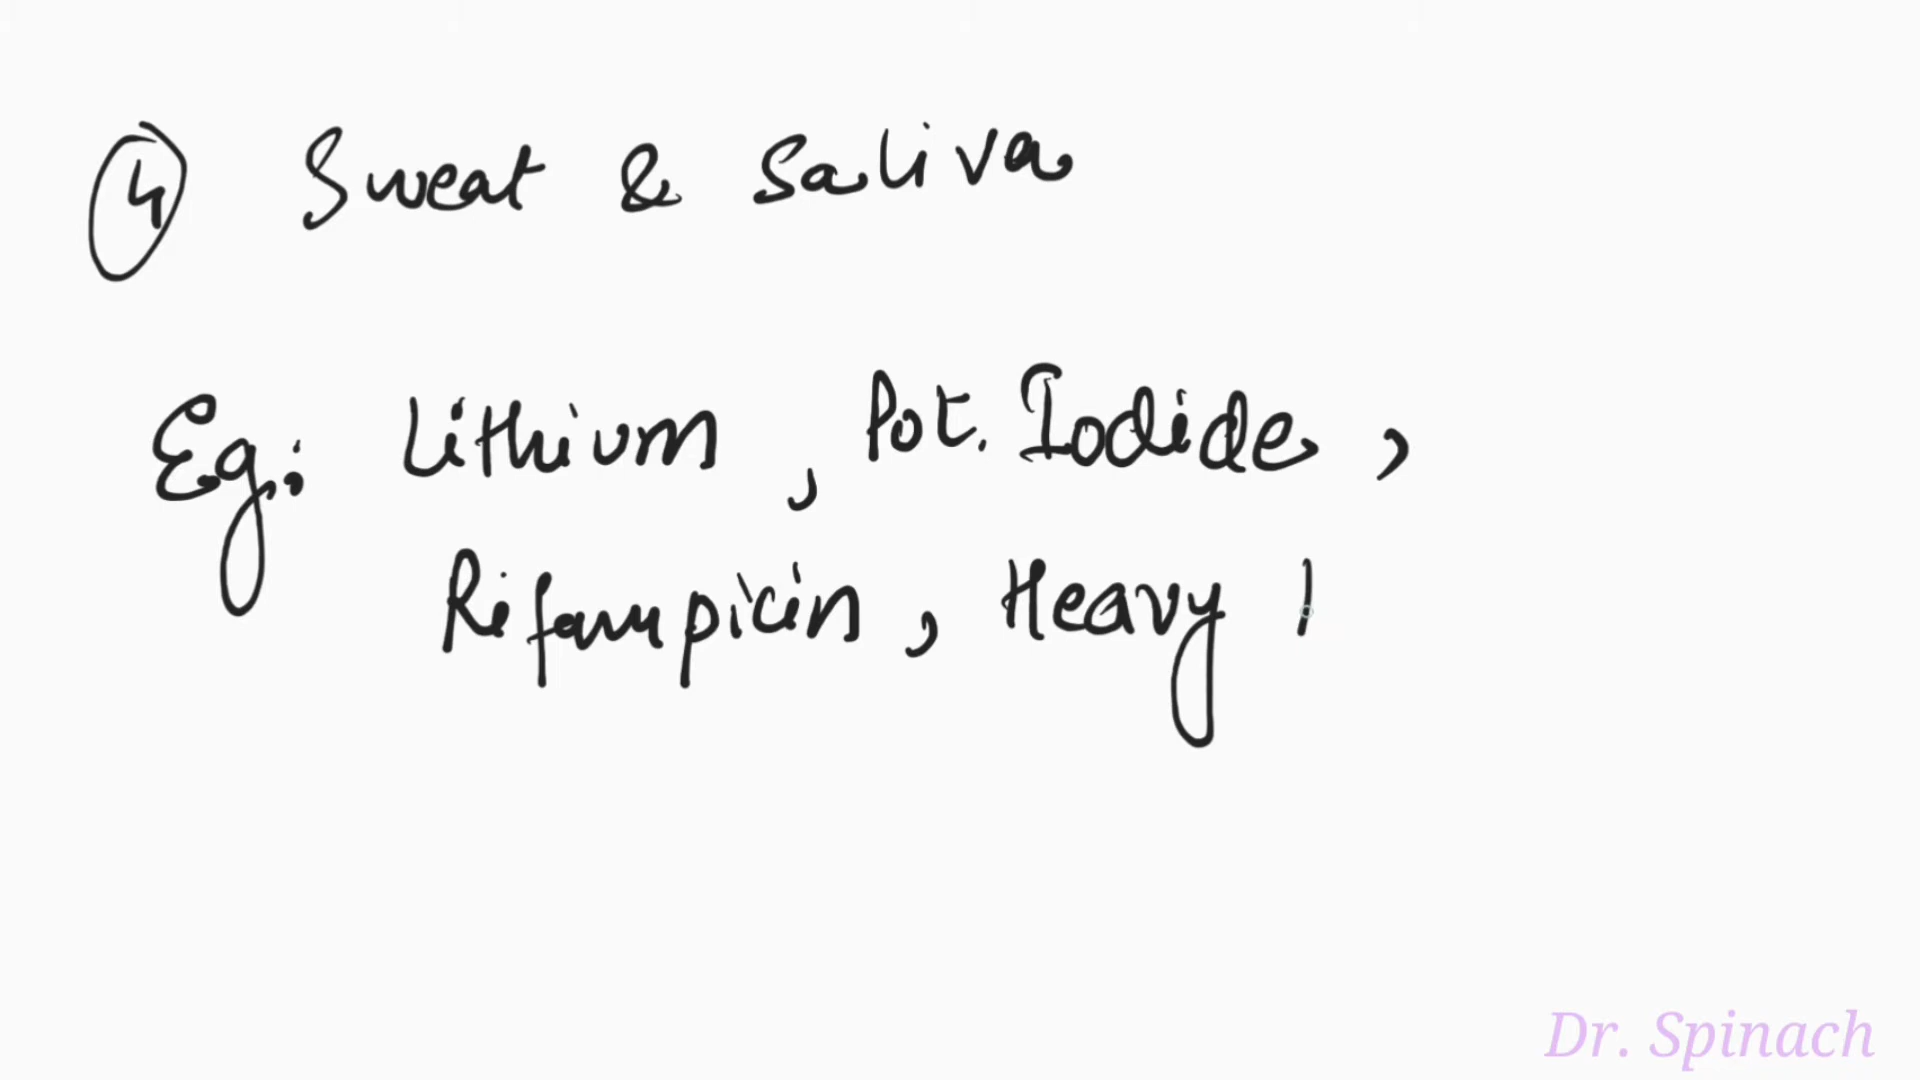 4 Sweat & Saliva
Eg: Lithium, Pot. Iodide,
Rifampicin, Heavy
Dr. Spinach